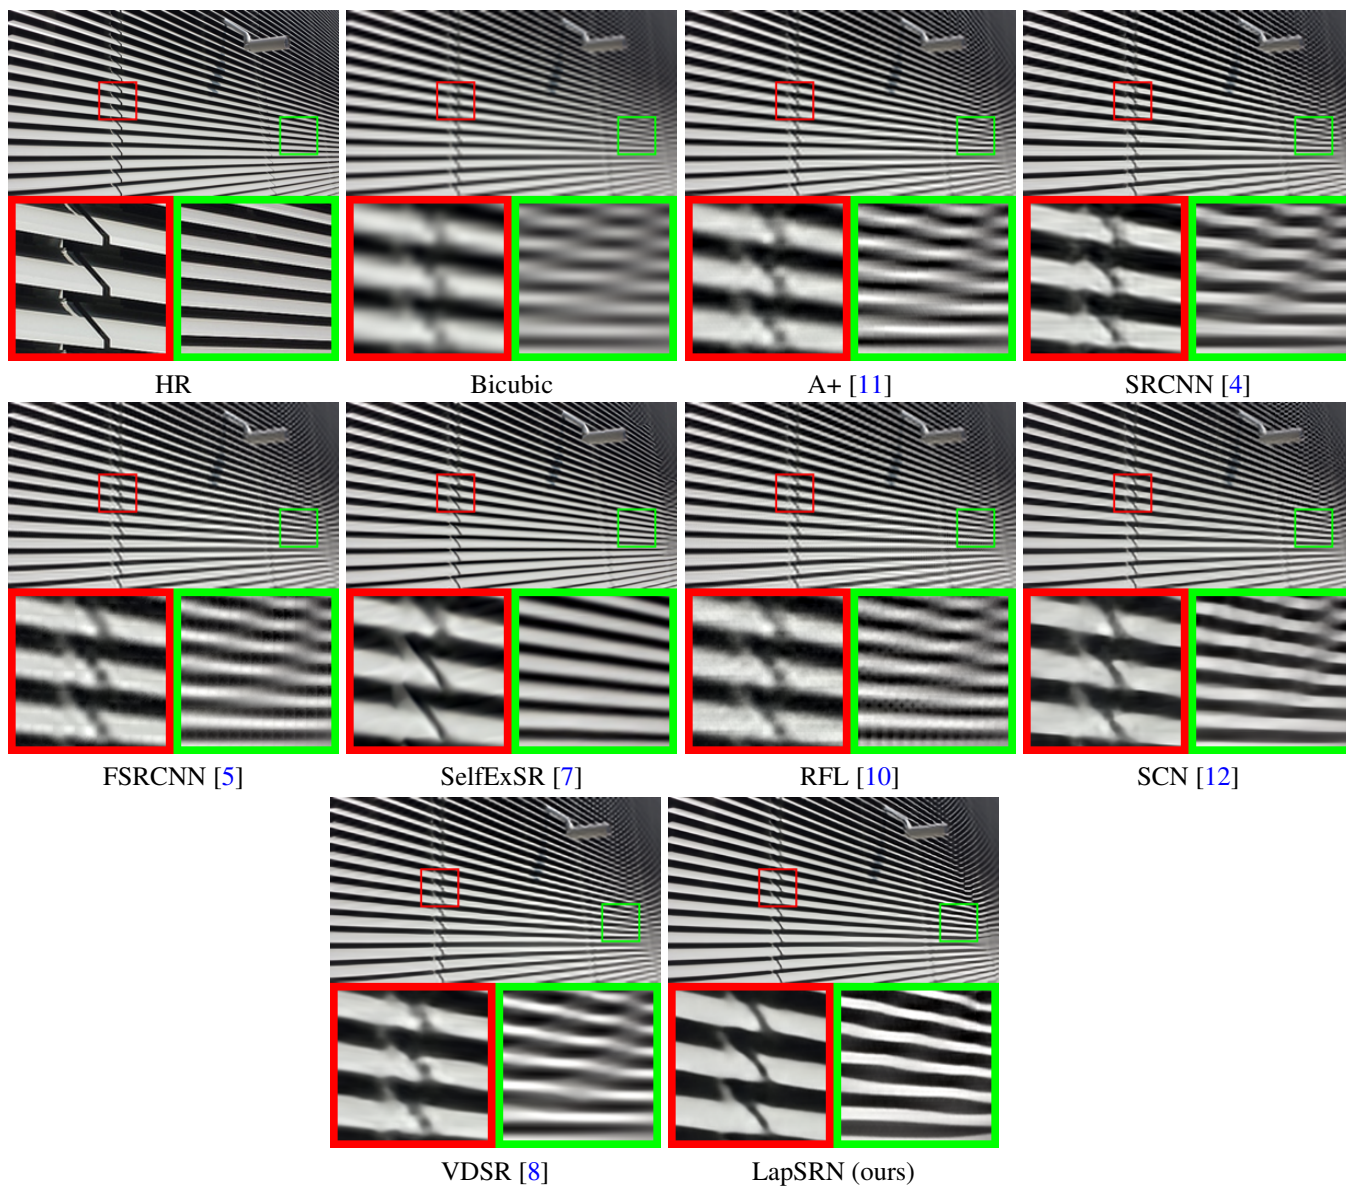 HR Bicubic A+ [11] SRCNN [4]
FSRCNN [5] SelfExSR [7] RFL [10] SCN [12]
VDSR [8] LapSRN (ours)